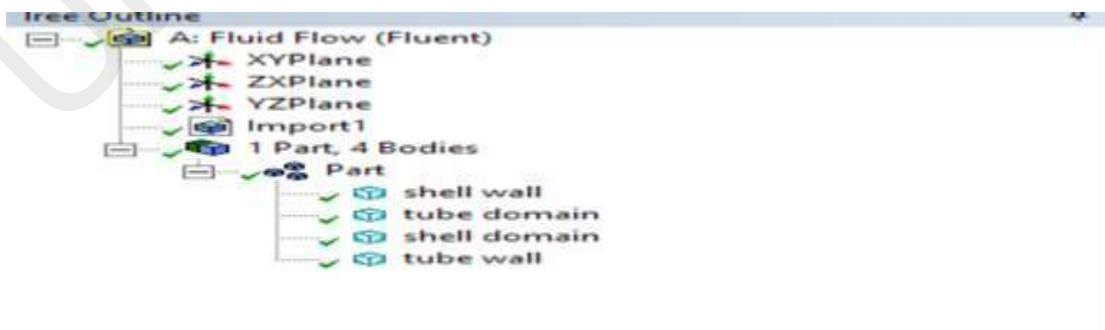 Tree Outline
A: Fluid Flow (Fluent)
XYPlane
ZXPlane
YZPlane
Import1
1 Part, 4 Bodies
Part
shell wall
tube domain
shell domain
tube wall